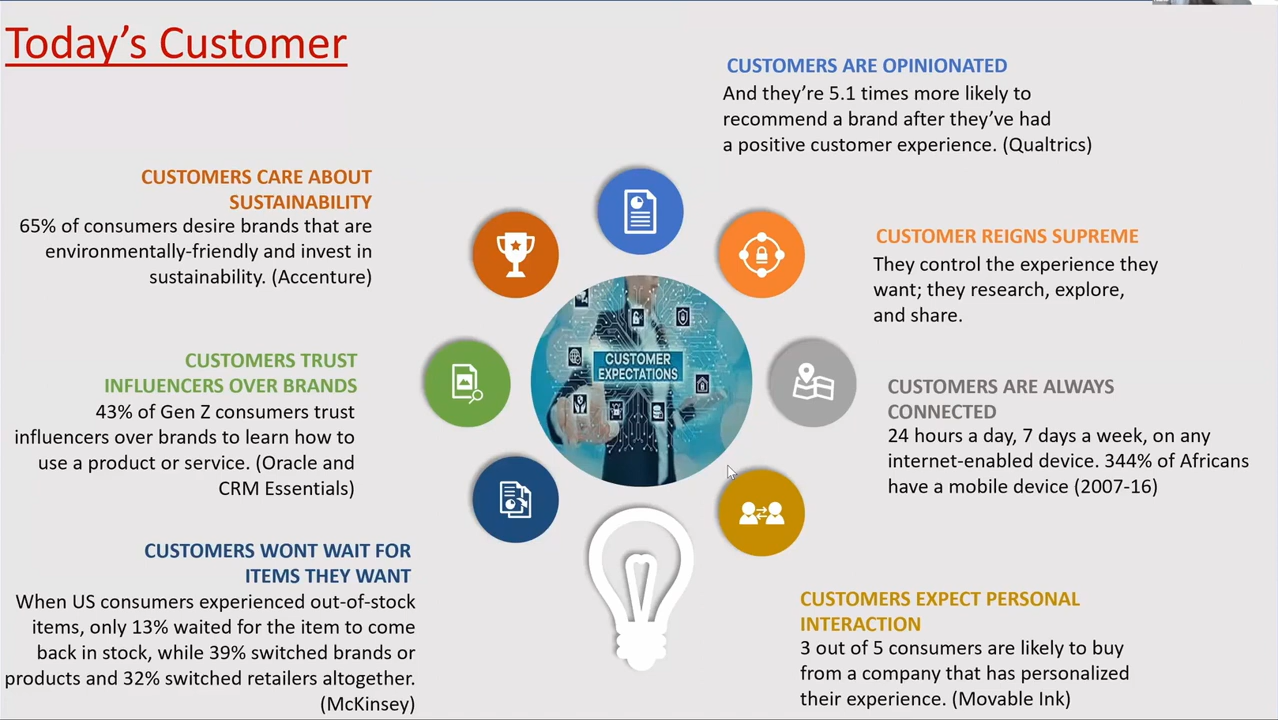 Today's Customer
CUSTOMERS ARE OPINIONATED
And they're 5.1 times more likely to
recommend a brand after they've had
a positive customer experience. (Qualtrics)
CUSTOMERS CARE ABOUT
SUSTAINABILITY
65% of consumers desire brands that are
environmentally-friendly and invest in
sustainability. (Accenture)
CUSTOMER REIGNS SUPREME
They control the experience they
want; they research, explore,
and share.
CUSTOMER
EXPECTATIONS
CUSTOMERS TRUST
INFLUENCERS OVER BRANDS
43% of Gen Z consumers trust
influencers over brands to learn how to
use a product or service. (Oracle and
CRM Essentials)
CUSTOMERS ARE ALWAYS
CONNECTED
24 hours a day, 7 days a week, on any
internet-enabled device. 344% of Africans
have a mobile device (2007-16)
CUSTOMERS WONT WAIT FOR
ITEMS THEY WANT
When US consumers experienced out-of-stock
items, only 13% waited for the item to come
back in stock, while 39% switched brands or
products and 32% switched retailers altogether.
(McKinsey)
CUSTOMERS EXPECT PERSONAL
INTERACTION
3 out of 5 consumers are likely to buy
from a company that has personalized
their experience. (Movable Ink)